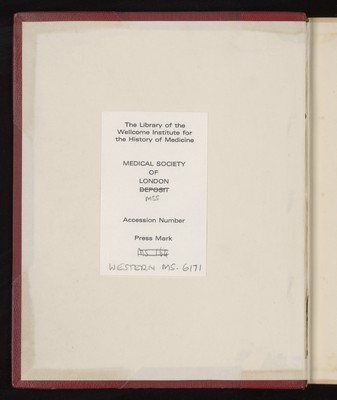 The Library of the
Wellcome Institute for
the History of Medicine
MEDICAL SOCIETY
OF
LONDON
DEPOSIT
MSS
Accession Number
Press Mark
WESTERN MS. 6171